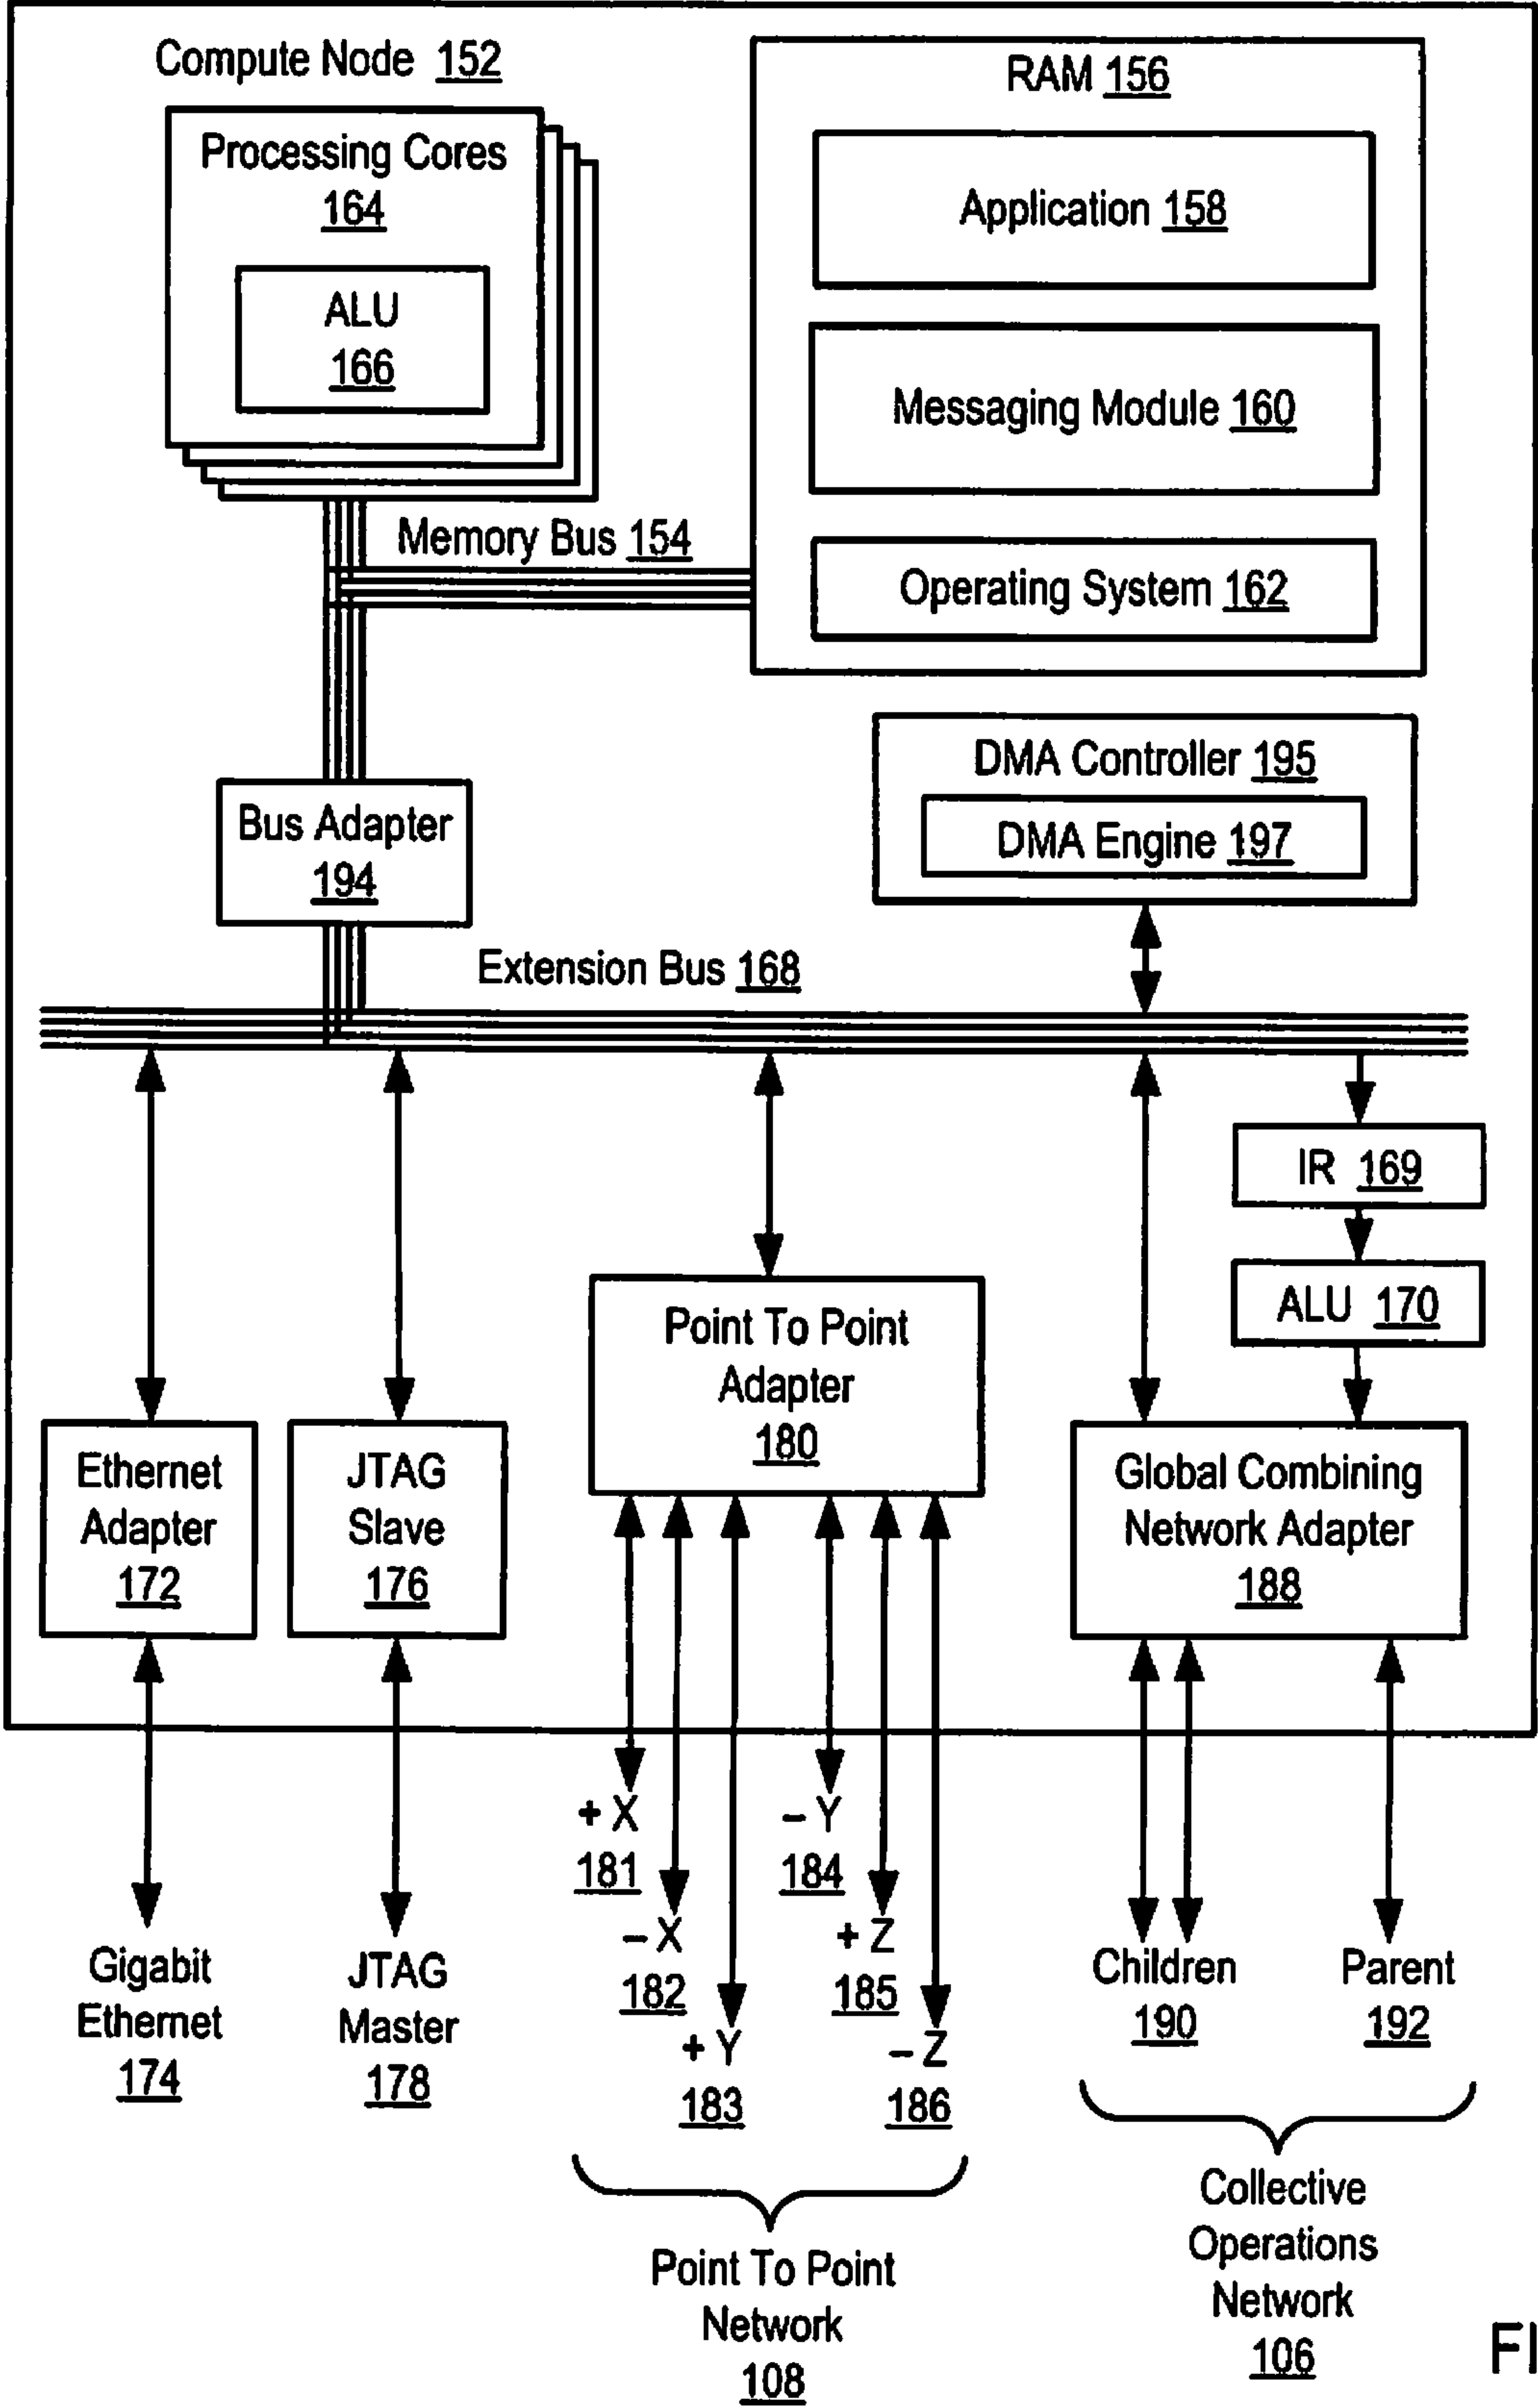 Compute Node 152
RAM 156
Processing Cores
164
ALU
166
Application 158
Messaging Module 160
Operating System 162
Memory Bus 154
DMA Controller 195
DMA Engine 197
Bus Adapter
194
Extension Bus 168
IR 169
ALU 170
Point To Point
Adapter
180
Ethernet
Adapter
172
JTAG
Slave
176
Global Combining
Network Adapter
188
+ X
181
– X
182
+ Y
183
– Y
184
+ Z
185
– Z
186
Gigabit
Ethernet
174
JTAG
Master
178
Children
190
Parent
192
Point To Point
Network
108
Collective
Operations
Network
106
FI